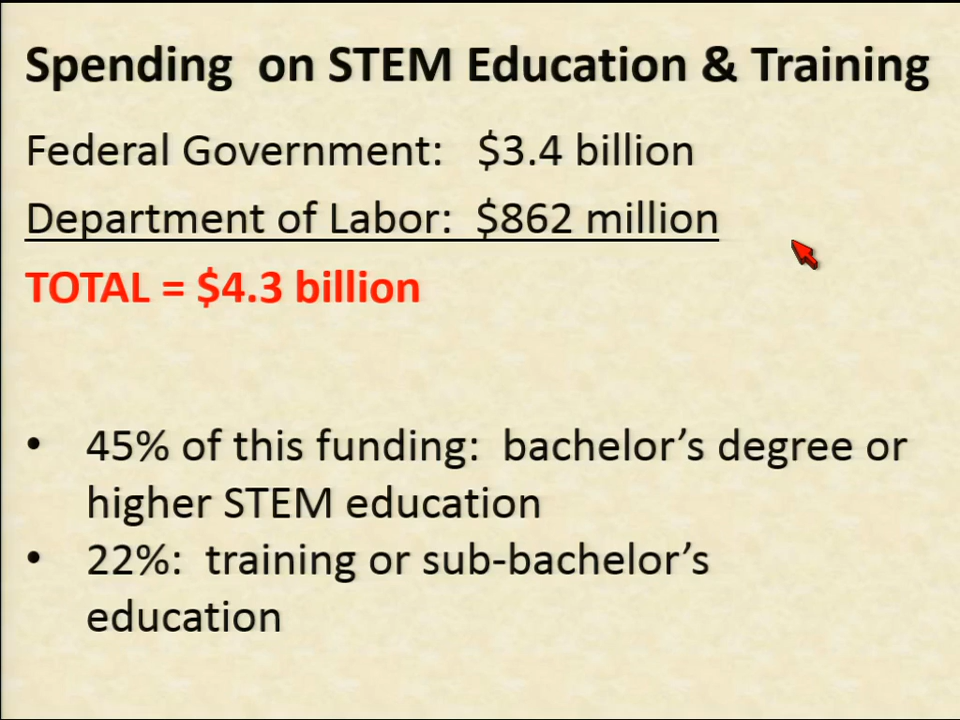 Spending on STEM Education & Training
Federal Government: $3.4 billion
Department of Labor: $862 million
TOTAL = $4.3 billion
• 45% of this funding: bachelor’s degree or
higher STEM education
• 22%: training or sub-bachelor’s
education